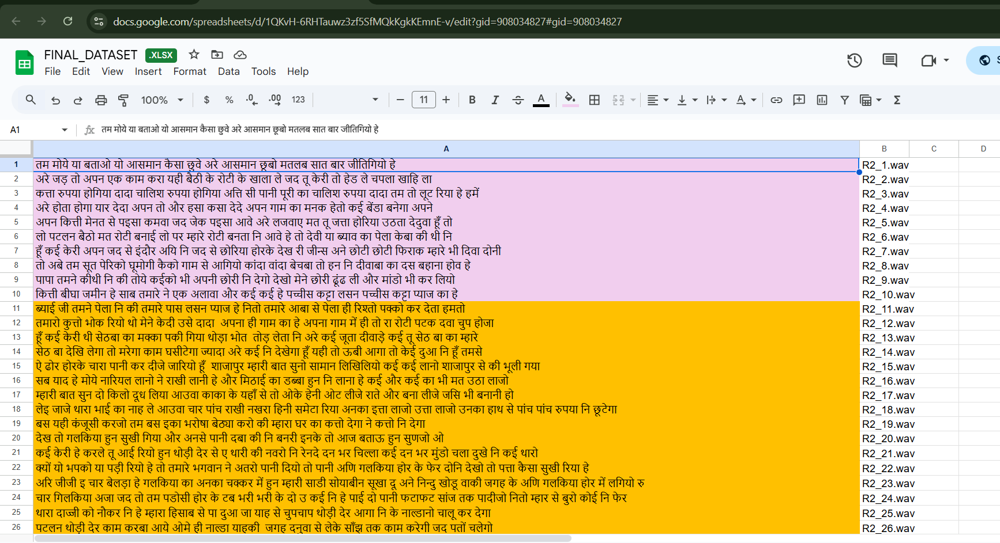 docs.google.com/spreadsheets/d/1QKvH-6RHTauwz3zf5SfMQkKgkKEmnE-v/edit?gid=908034827#gid=908034827
FINAL_DATASET .XLSX
File Edit View Insert Format Data Tools Help
100% $ % .0 .00 123 11 B I A
A1 तम मोये या बताओ यो आसमान कैसा छुवे अरे आसमान छूबो मतलब सात बार जीतिगियो हे
A B C D
1 तम मोये या बताओ यो आसमान कैसा छुवे अरे आसमान छूबो मतलब सात बार जीतिगियो हे R2_1.wav
2 अरे जड़ तो अपन एक काम करा यही बैठी के रोटी के खाला ले जद तू केरी तो हेड ले चपला खाहि ला R2_2.wav
3 कत्ता रुपया होगिया दादा चालिश रुपया होगिया अत्ति सी पानी पूरी का चालिश रुपया दादा तम तो लूट रिया हे हमें R2_3.wav
4 अरे होता होगा यार देदा अपन तो और हसा कसा देदे अपन गाम का मनक हेतो कई बेंडा बनेगा अपने R2_4.wav
5 अपन कित्ती मेनत से पइसा कमवा जद जेक पइसा आवे अरे लजवाए मत तू जत्ता होरिया उठता देदुवा हूँ तो R2_5.wav
6 लो पटलन बैठो मत रोटी बनाई लो पर म्हारे रोटी बनता नि आवे हे तो देवी या ब्याव का पेला केबा की थी नि R2_6.wav
7 हूँ कई केरी अपन जद से इंदौर अयि नि जद से छोरिया होरके देख री जीन्स अने छोटी छोटी फिराक म्हारे भी दिवा दोनी R2_7.wav
8 तो अबे तम सूत पेरिको घूमोगी कैको गाम से आगियो कांदा वांदा बेचबा तो हन नि दीवाबा का दस बहाना होव हे R2_8.wav
9 पापा तमने कीथी नि की तोये कईको भी अपनी छोरी नि देगो देखो मेने छोरी ढूंढ ली और मांडो भी कर लियो R2_9.wav
10 कित्ती बीघा जमीन हे साब तमारे ने एक अलावा और कई कई हे पच्चीस कट्टा लसन पच्चीस कट्टा प्याज का हे R2_10.wav
11 ब्याई जी तमने पेला नि की तमारे पास लसन प्याज हे नितो तमारे आबा से पेला ही रिश्तो पक्को कर देता हमतो R2_11.wav
12 तमारो कुत्तो भोक रियो थो मेने केदी उसे दादा अपना ही गाम का हे अपना गाम में ही तो रा रोटी पटक दवा चुप होजा R2_12.wav
13 हूँ कई केरी थी सेठबा का मक्का पकी गिया थोड़ा भोत तोड़ लेता नि अरे कई जूता दीवाड़े कई तू सेठ बा का म्हारे R2_13.wav
14 सेठ बा देखि लेगा तो मरेगा काम घसीटेगा ज्यादा अरे कई नि देखेगा हूँ यही तो ऊबी आगा तो केई दुआ नि हूँ तमसे R2_14.wav
15 ऐ ढोर होरके चारा पानी कर दीजे जारियो हूँ शाजापुर म्हारी बात सुनो सामान लिखिलियो कई कई लानो शाजापुर से की भूली गया R2_15.wav
16 सब याद हे मोये नारियल लानो ने राखी लानी हे और मिठाई का डब्बा हुन नि लाना हे कई और कई का भी मत उठा लाजो R2_16.wav
17 म्हारी बात सुन दो किलो दूध लिया आउवा काका के यहाँ से तो ओके हेनी ओट लीजे राते और बना लीजे जसि भी बनानी हो R2_17.wav
18 लेइ जाजे थारा भाई का नाह ले आउवा चार पांच राखी नखरा हिनी समेटा रिया अनका इत्ता लाजो उत्ता लाजो उनका हाथ से पांच पांच रुपया नि छूटेगा R2_18.wav
19 बस यही कंजूसी करजो तम बस इका भरोषा बेठ्या करो की म्हारा घर का कत्तो देगा ने कत्तो नि देगा R2_19.wav
20 देख तो गलकिया हुन सुखी गिया और अनसे पानी दबा की नि बनरी इनके तो आज बताऊ हुन सुणजो ओ R2_20.wav
21 कई केरी हे करले तू आई रियो हुन थोड़ी देर से ए थारी की नवरो नि रेनदे दन भर चिल्ला कई दन भर मुंडो चला दुखे नि कई थारो R2_21.wav
22 क्यों यो भपको या पड़ी रियो हे तो तमारे भगवान ने अतरो पानी दियो तो पानी अणि गलकिया होर के फेर दोनि देखो तो पत्ता कैसा सुखी रिया हे R2_22.wav
23 अरि जीजी इ चार बेलड़ा हे गलकिया का अनका चक्कर में हुन म्हारी साडी सोयाबीन सूखा दू अने निन्दु खोडू वाकी जगह के अणि गलकिया होर में लगियो रु R2_23.wav
24 चार गिलकिया अजा जद तो तम पडोसी होर के टब भरी भरी के दो उ कई नि हे पाई दो पानी फटाफट सांज तक पादीजो नितो म्हार से बुरो कोई नि फेर R2_24.wav
25 थारा दाज्जी को नौकर नि हे म्हारा हिसाब से पा दुआ जा याह से चुपचाप थोड़ी देर आगा नि के नाल्डानो चालू कर देगा R2_25.wav
26 पटलन थोड़ी देर काम करबा आये ओमे ही नाल्डा याहकी जगह दनुवा से लेके साँझ तक काम करेगी जद पतों चलेगो R2_26.wav